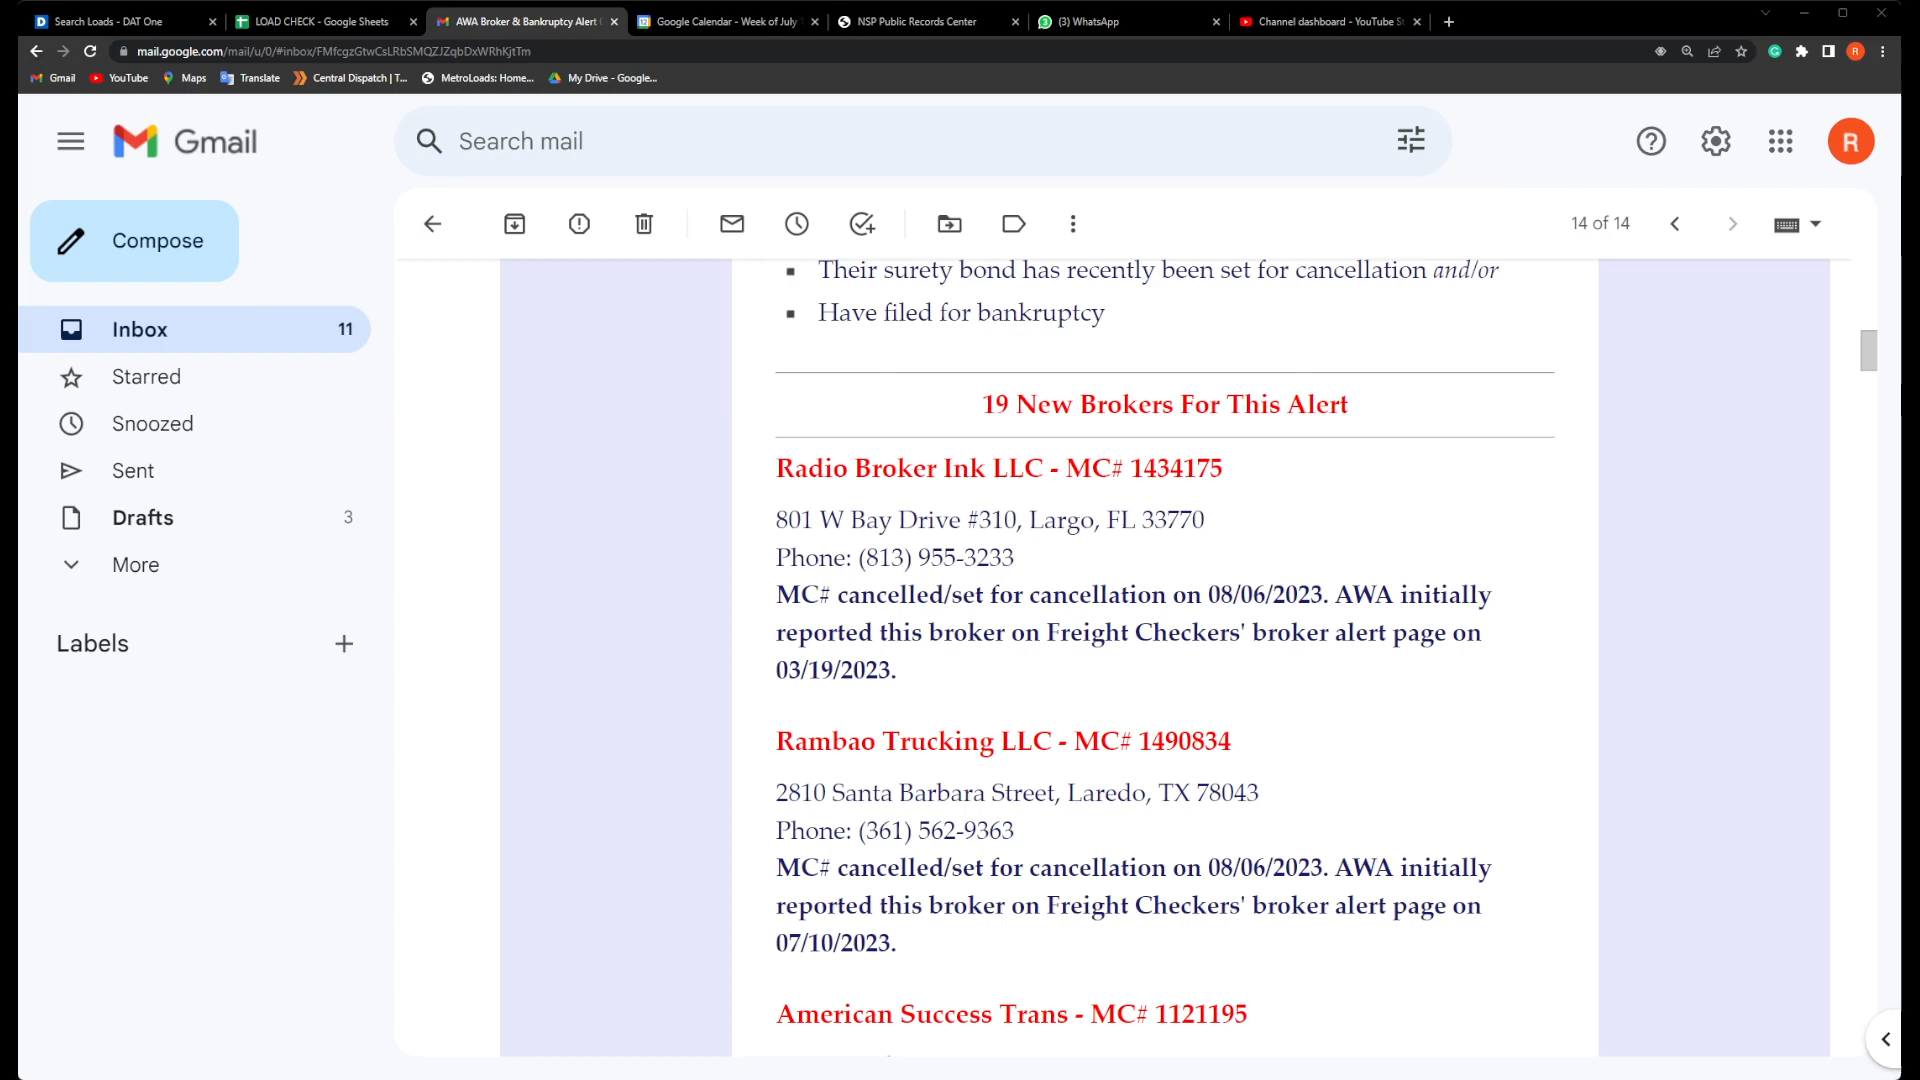 Search Loads - DAT One
LOAD CHECK - Google Sheets
AWA Broker & Bankruptcy Alert
Google Calendar - Week of July
NSP Public Records Center
(3) WhatsApp
Channel dashboard - YouTube
mail.google.com/mail/u/0/#inbox/FMfcgzGtwCsLRbSMQZJZqbDxWRhKjtTm
R
Gmail
YouTube
Maps
Translate
Central Dispatch | T...
MetroLoads: Home...
My Drive - Google...
Gmail
Search mail
R
Compose
14 of 14
Inbox 11
Starred
Snoozed
Sent
Drafts 3
More
Labels
Their surety bond has recently been set for cancellation and/or
Have filed for bankruptcy
19 New Brokers For This Alert
Radio Broker Ink LLC - MC# 1434175
801 W Bay Drive #310, Largo, FL 33770
Phone: (813) 955-3233
MC# cancelled/set for cancellation on 08/06/2023. AWA initially
reported this broker on Freight Checkers' broker alert page on
03/19/2023.
Rambao Trucking LLC - MC# 1490834
2810 Santa Barbara Street, Laredo, TX 78043
Phone: (361) 562-9363
MC# cancelled/set for cancellation on 08/06/2023. AWA initially
reported this broker on Freight Checkers' broker alert page on
07/10/2023.
American Success Trans - MC# 1121195